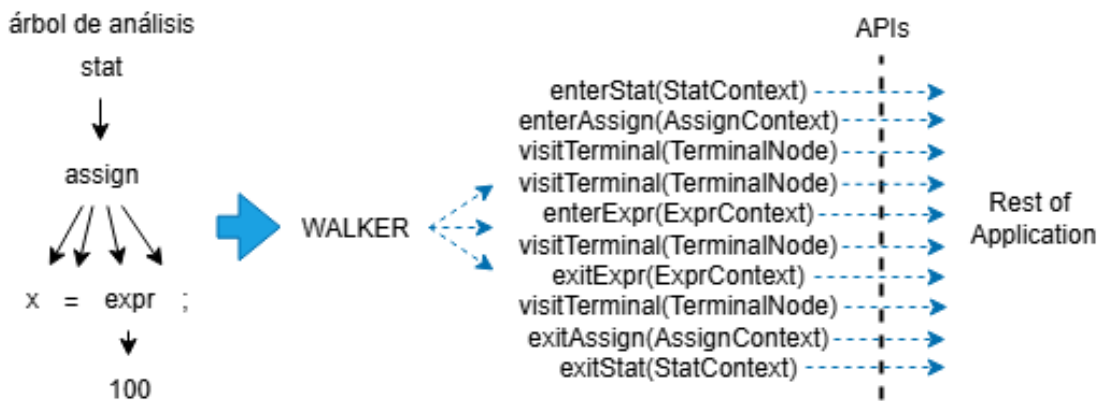 árbol de análisis
stat
assign
x = expr ;
100
WALKER
APIs
enterStat(StatContext)
enterAssign(AssignContext)
visitTerminal(TerminalNode)
visitTerminal(TerminalNode)
enterExpr(ExprContext)
visitTerminal(TerminalNode)
exitExpr(ExprContext)
visitTerminal(TerminalNode)
exitAssign(AssignContext)
exitStat(StatContext)
Rest of
Application